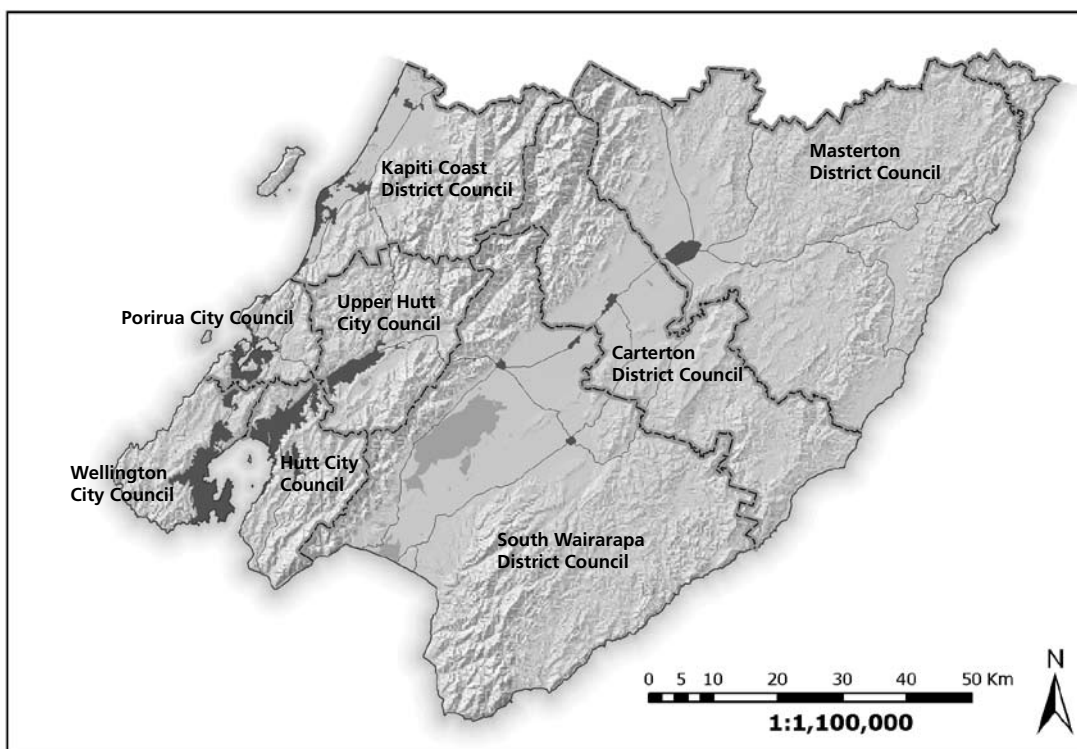 Kapiti Coast
District Council
Masterton
District Council
Porirua City Council
Upper Hutt
City Council
Carterton
District Council
Wellington
City Council
Hutt City
Council
South Wairarapa
District Council
0 5 10 20 30 40 50 Km
1:1,100,000
N